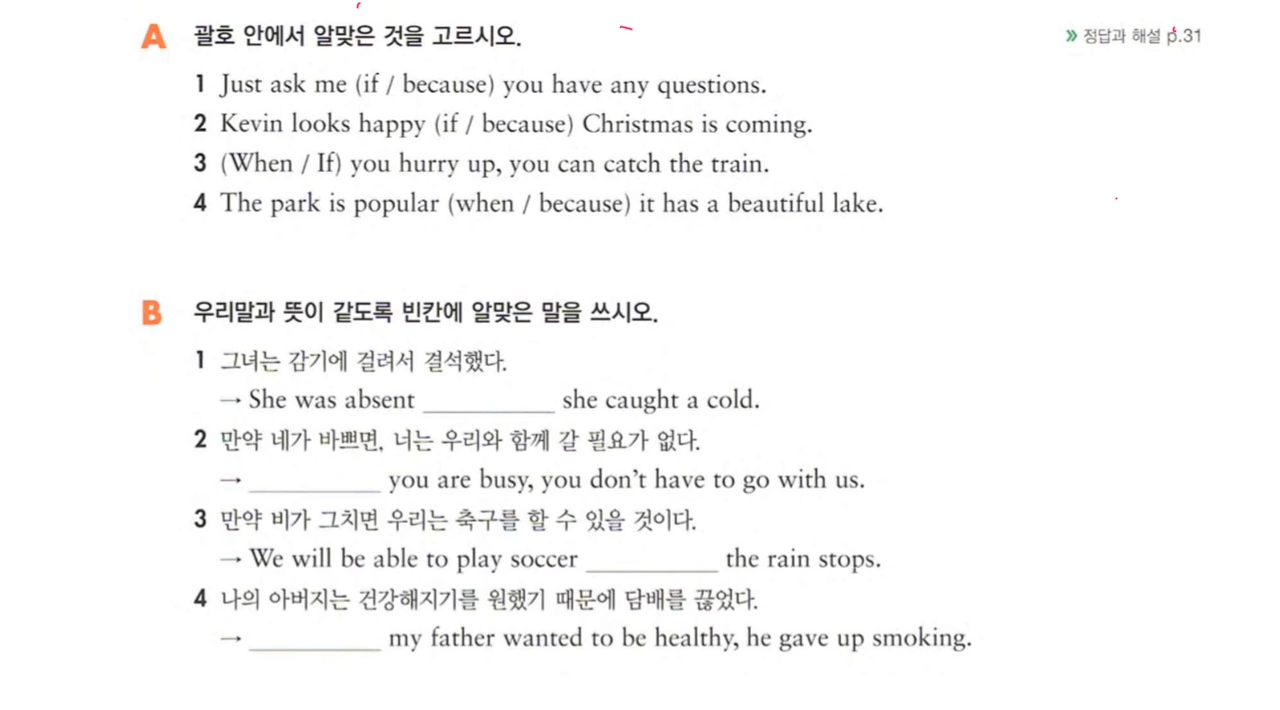 A 괄호 안에서 알맞은 것을 고르시오. » 정답과 해설 p.31
1 Just ask me (if / because) you have any questions.
2 Kevin looks happy (if / because) Christmas is coming.
3 (When / If) you hurry up, you can catch the train.
4 The park is popular (when / because) it has a beautiful lake.
B 우리말과 뜻이 같도록 빈칸에 알맞은 말을 쓰시오.
1 그녀는 감기에 걸려서 결석했다.
→ She was absent __________ she caught a cold.
2 만약 네가 바쁘면, 너는 우리와 함께 갈 필요가 없다.
→ __________ you are busy, you don't have to go with us.
3 만약 비가 그치면 우리는 축구를 할 수 있을 것이다.
→ We will be able to play soccer __________ the rain stops.
4 나의 아버지는 건강해지기를 원했기 때문에 담배를 끊었다.
→ __________ my father wanted to be healthy, he gave up smoking.